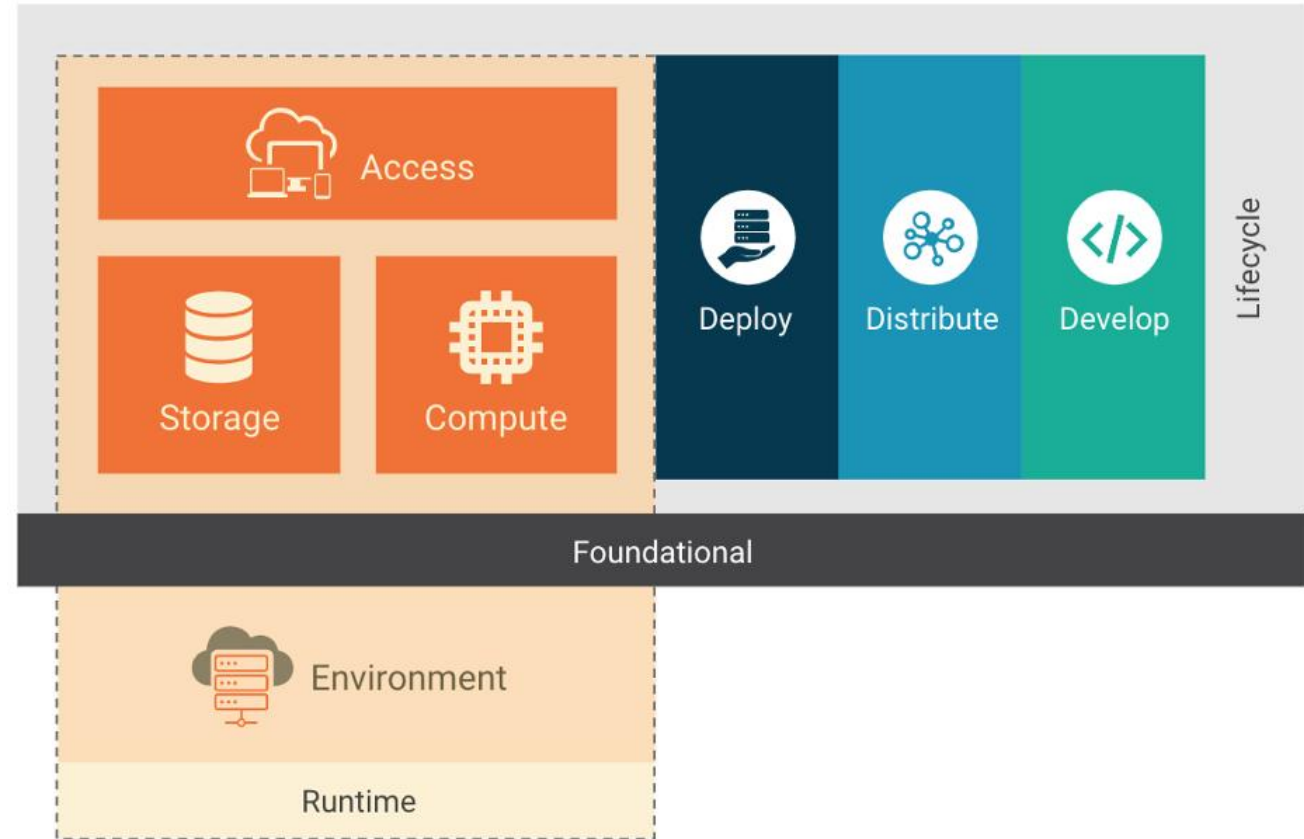 Access
Storage
Compute
Deploy
Distribute
Develop
Lifecycle
Foundational
Environment
Runtime